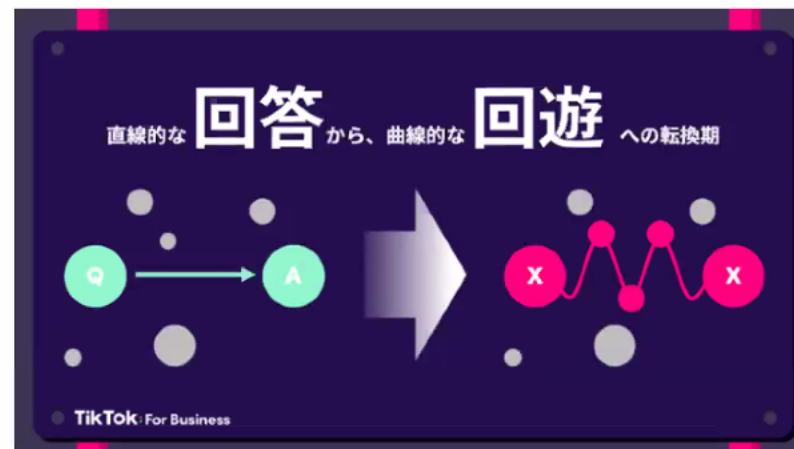 直線的な 回答から、曲線的な 回遊 への転換期
Q A X X
TikTok: For Business